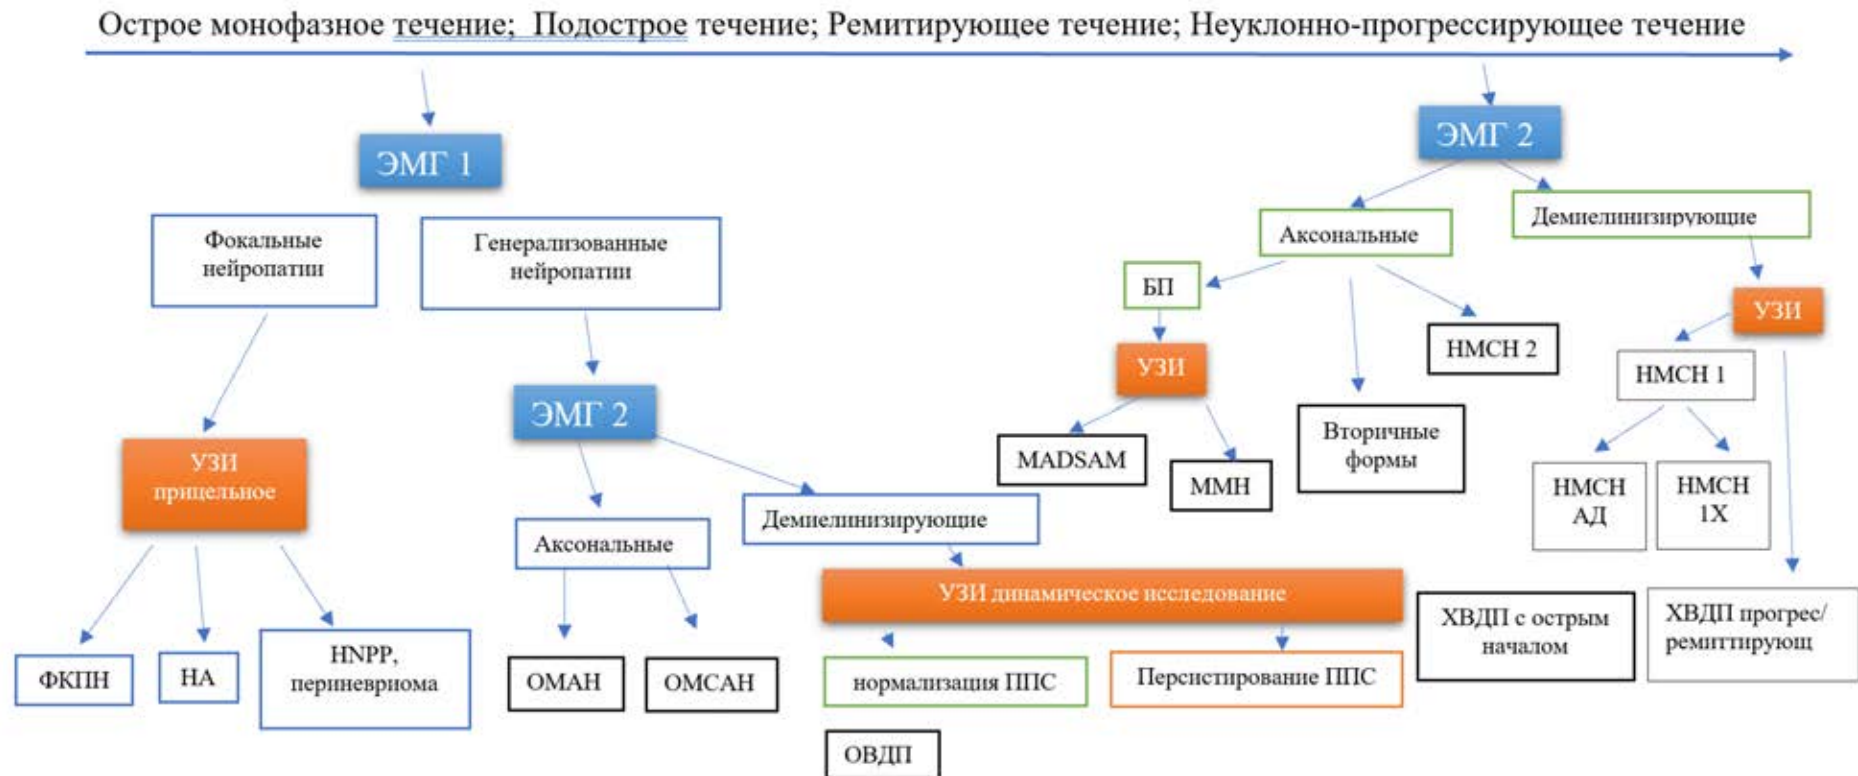 Острое монофазное течение; Подострое течение; Ремитирующее течение; Неуклонно-прогрессирующее течение
ЭМГ 1
Фокальные
нейропатии
Генерализованные
нейропатии
УЗИ
прицельное
ФКПН
НА
HNPP,
периневриома
ЭМГ 2
Аксональные
Демиелинизирующие
ОМАН
ОМСАН
УЗИ динамическое исследование
нормализация ППС
Персистирование ППС
ОВДП
ЭМГ 2
Аксональные
Демиелинизирующие
БП
УЗИ
MADSAM
ММН
Вторичные
формы
НМСН 2
УЗИ
НМСН 1
НМСН
АД
НМСН
1Х
ХВДП с острым
началом
ХВДП прогрес/
ремиттирующ